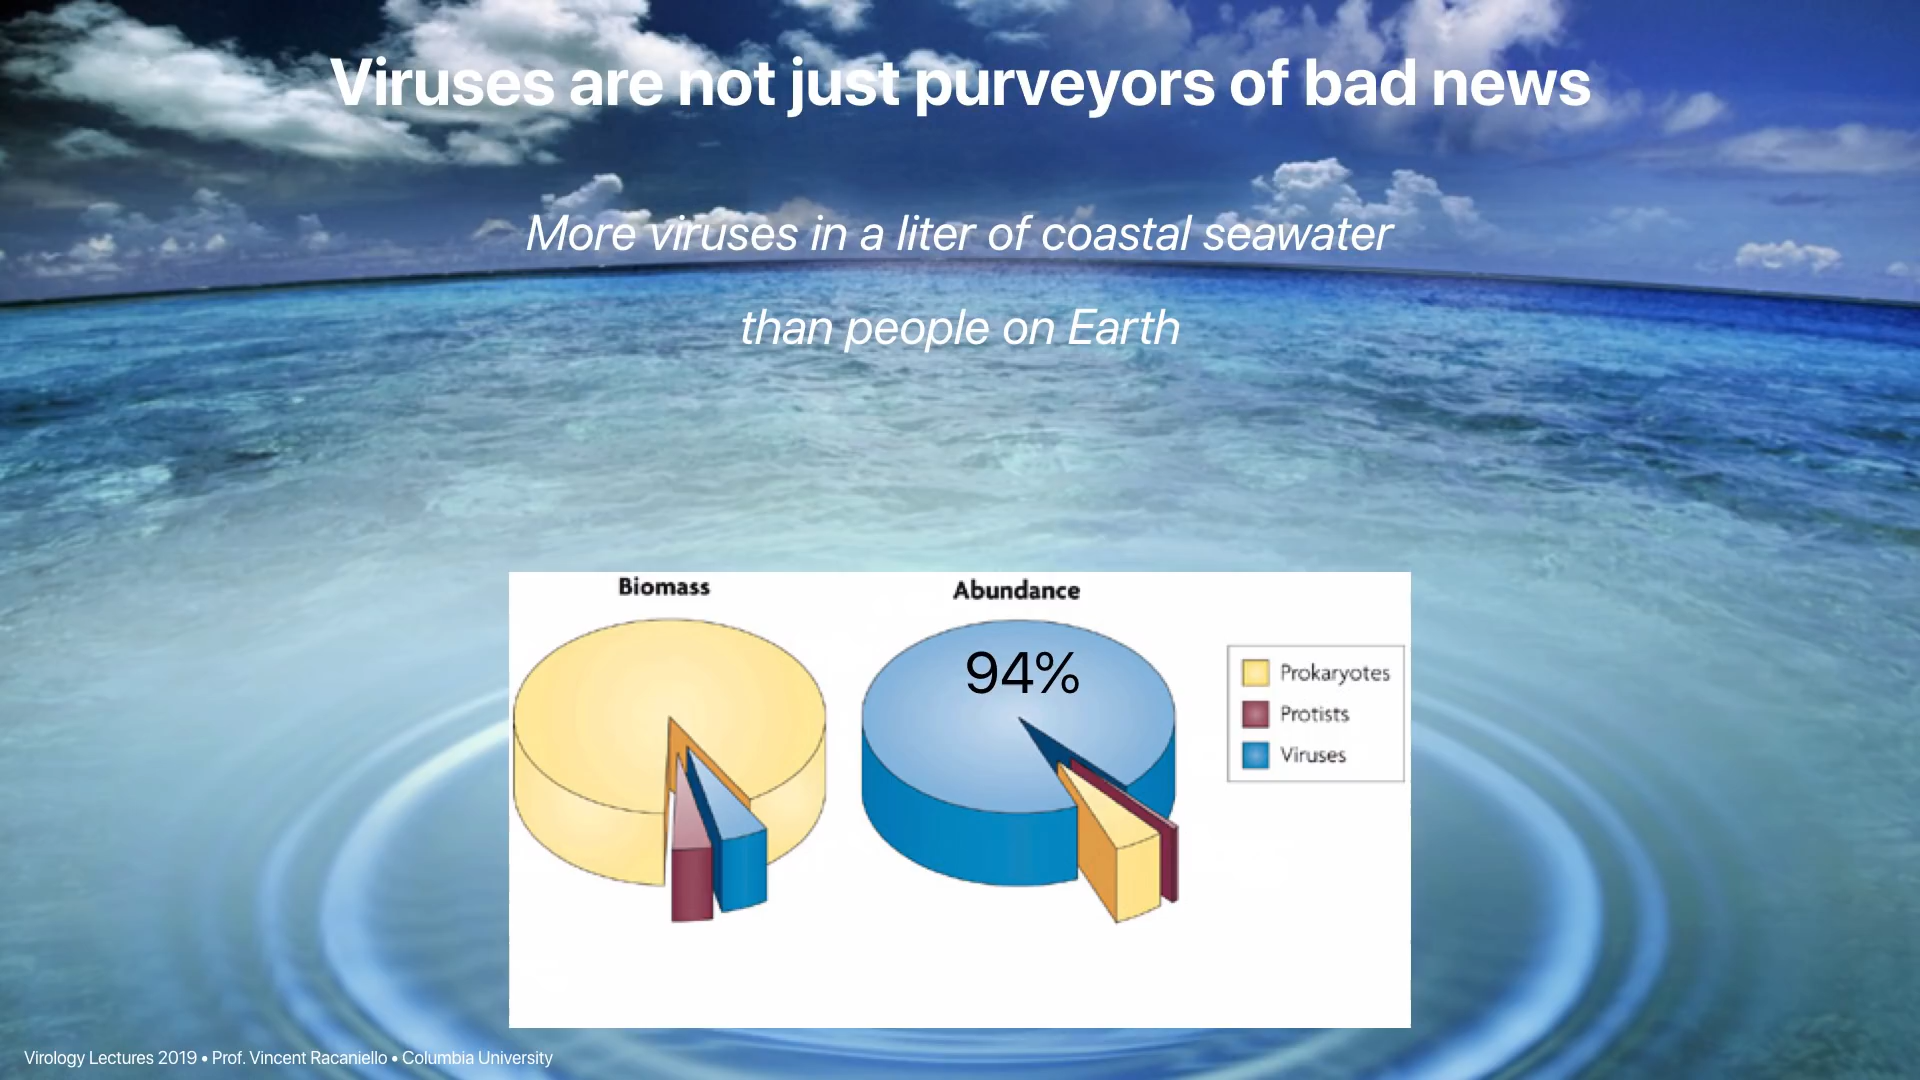 Viruses are not just purveyors of bad news
More viruses in a liter of coastal seawater
than people on Earth
Biomass
Abundance
94%
Prokaryotes
Protists
Viruses
Virology Lectures 2019 • Prof. Vincent Racaniello • Columbia University